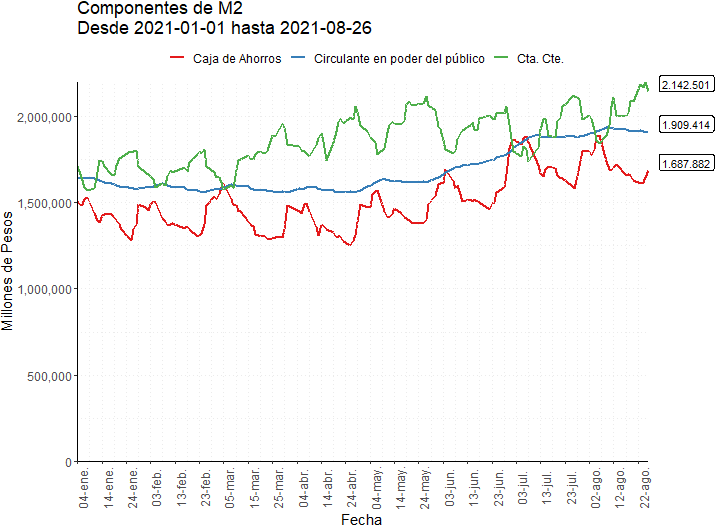 Componentes de M2
Desde 2021-01-01 hasta 2021-08-26
Caja de Ahorros Circulante en poder del público Cta. Cte.
2.142.501
2,000,000
1.909.414
1.687.882
1,500,000
1,000,000
500,000
0
Millones de Pesos
04-ene. 14-ene. 24-ene. 03-feb. 13-feb. 23-feb. 05-mar. 15-mar. 25-mar. 04-abr. 14-abr. 24-abr. 04-may. 14-may. 24-may. 03-jun. 13-jun. 23-jun. 03-jul. 13-jul. 23-jul. 02-ago. 12-ago. 22-ago.
Fecha